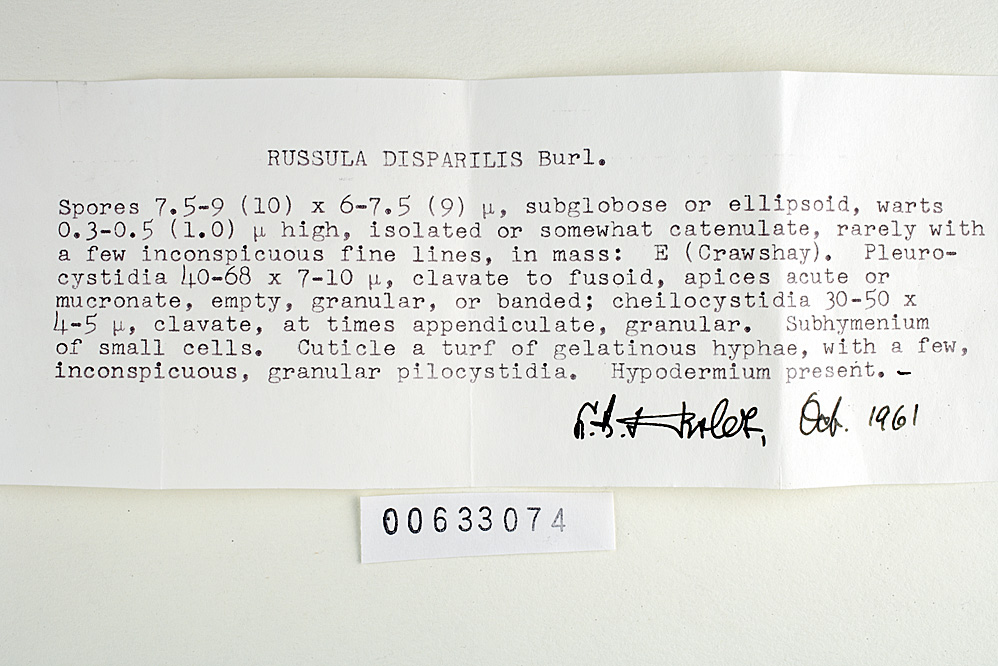 RUSSULA DISPARILIS Burl.
Spores 7.5-9 (10) x 6-7.5 (9) µ, subglobose or ellipsoid, warts
0.3-0.5 (1.0) µ high, isolated or somewhat catenulate, rarely with
a few inconspicuous fine lines, in mass: E (Crawshay). Pleuro-
cystidia 40-68 x 7-10 µ, clavate to fusoid, apices acute or
mucronate, empty, granular, or banded; cheilocystidia 30-50 x
4-5 µ, clavate, at times appendiculate, granular. Subhymenium
of small cells. Cuticle a turf of gelatinous hyphae, with a few,
inconspicuous, granular pilocystidia. Hypodermium present. –
Oct. 1961
00633074